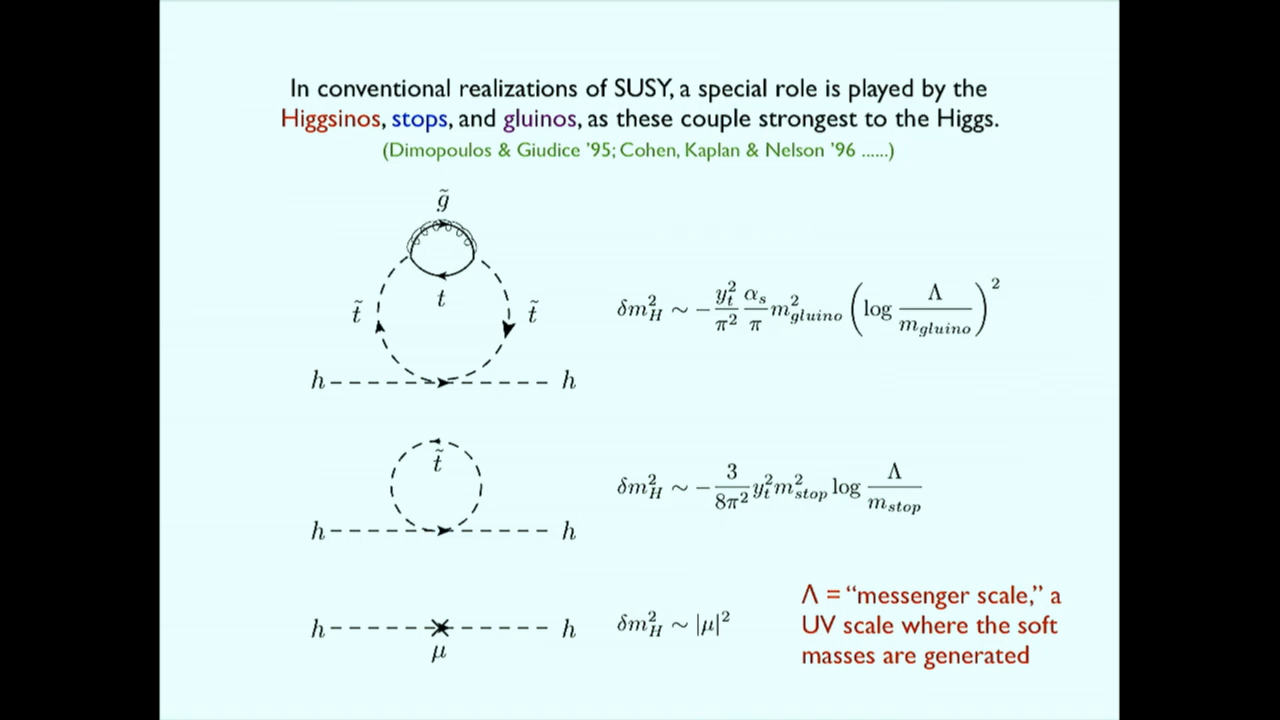 In conventional realizations of SUSY, a special role is played by the
Higgsinos, stops, and gluinos, as these couple strongest to the Higgs.
(Dimopoulos & Giudice '95; Cohen, Kaplan & Nelson '96 ......)
g̃
t
t̃
t̃
h
h
δm²_H ∼ − y_t²/π² α_s/π m²_gluino (log Λ/m_gluino)²
t̃
h
h
δm²_H ∼ − 3/8π² y_t² m²_stop log Λ/m_stop
h
h
μ
δm²_H ∼ |μ|²
Λ = “messenger scale,” a
UV scale where the soft
masses are generated